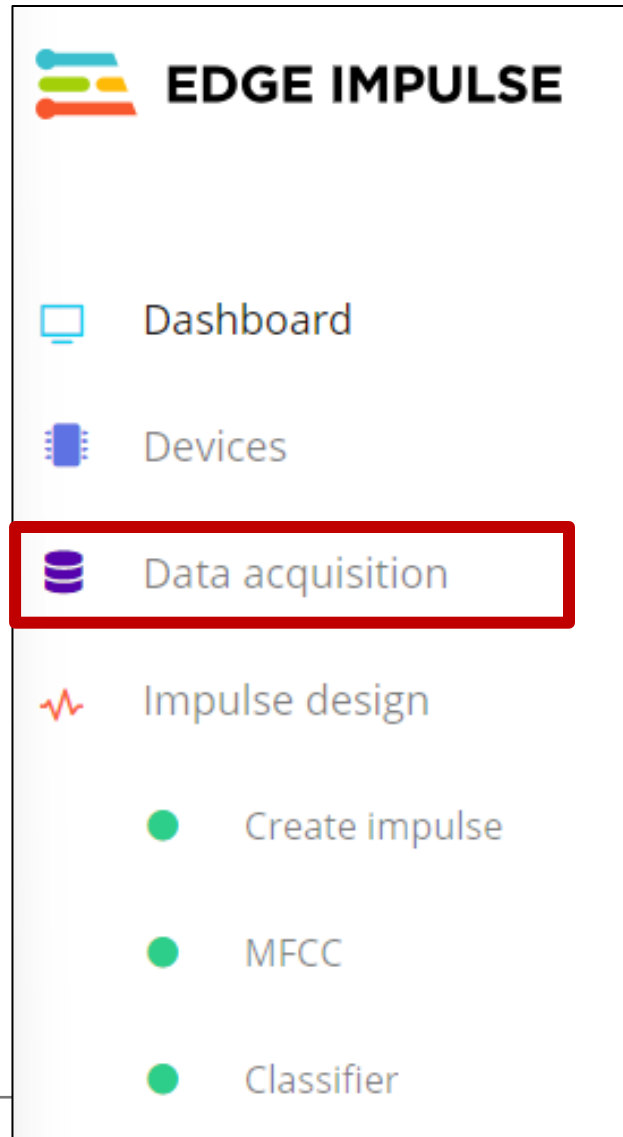 EDGE IMPULSE
Dashboard
Devices
Data acquisition
Impulse design
Create impulse
MFCC
Classifier